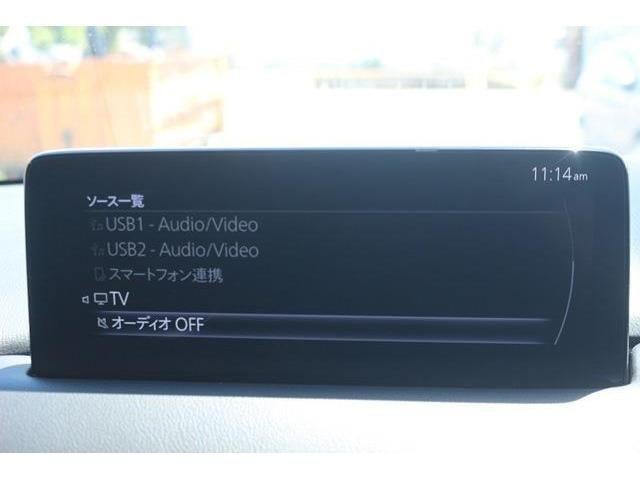 11:14am
ソース一覧
USB1 - Audio/Video
USB2 - Audio/Video
スマートフォン連携
TV
オーディオ OFF